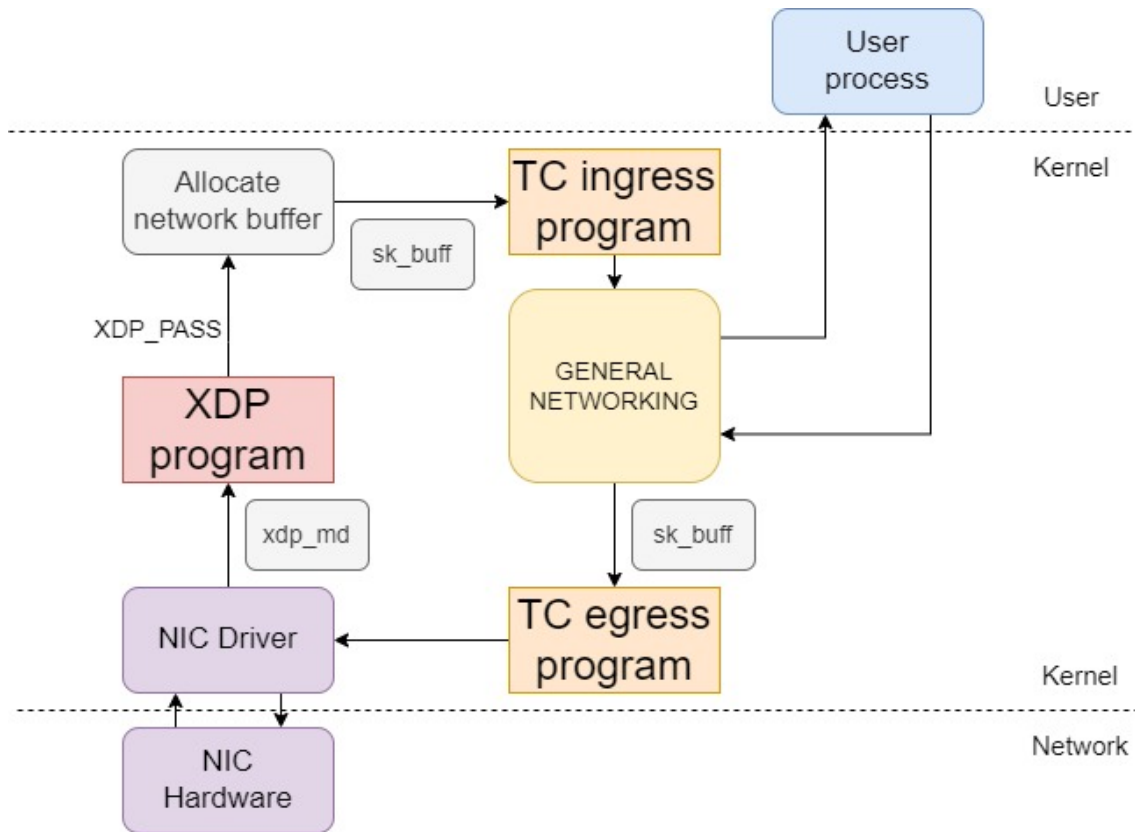 User
process
User
Kernel
Allocate
network buffer
TC ingress
program
sk_buff
XDP_PASS
GENERAL
NETWORKING
XDP
program
xdp_md
sk_buff
NIC Driver
TC egress
program
Kernel
Network
NIC
Hardware